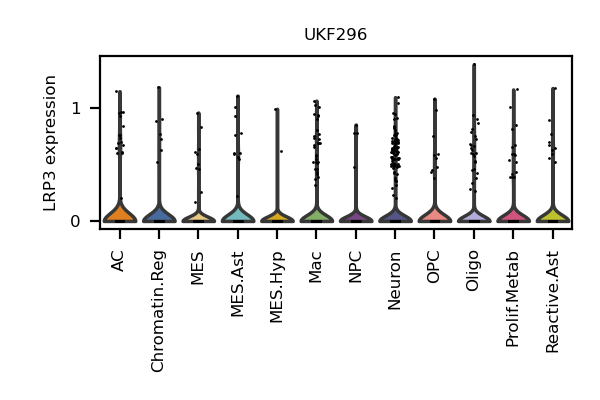 UKF296
LRP3 expression
1
0
AC
Chromatin.Reg
MES
MES.Ast
MES.Hyp
Mac
NPC
Neuron
OPC
Oligo
Prolif.Metab
Reactive.Ast